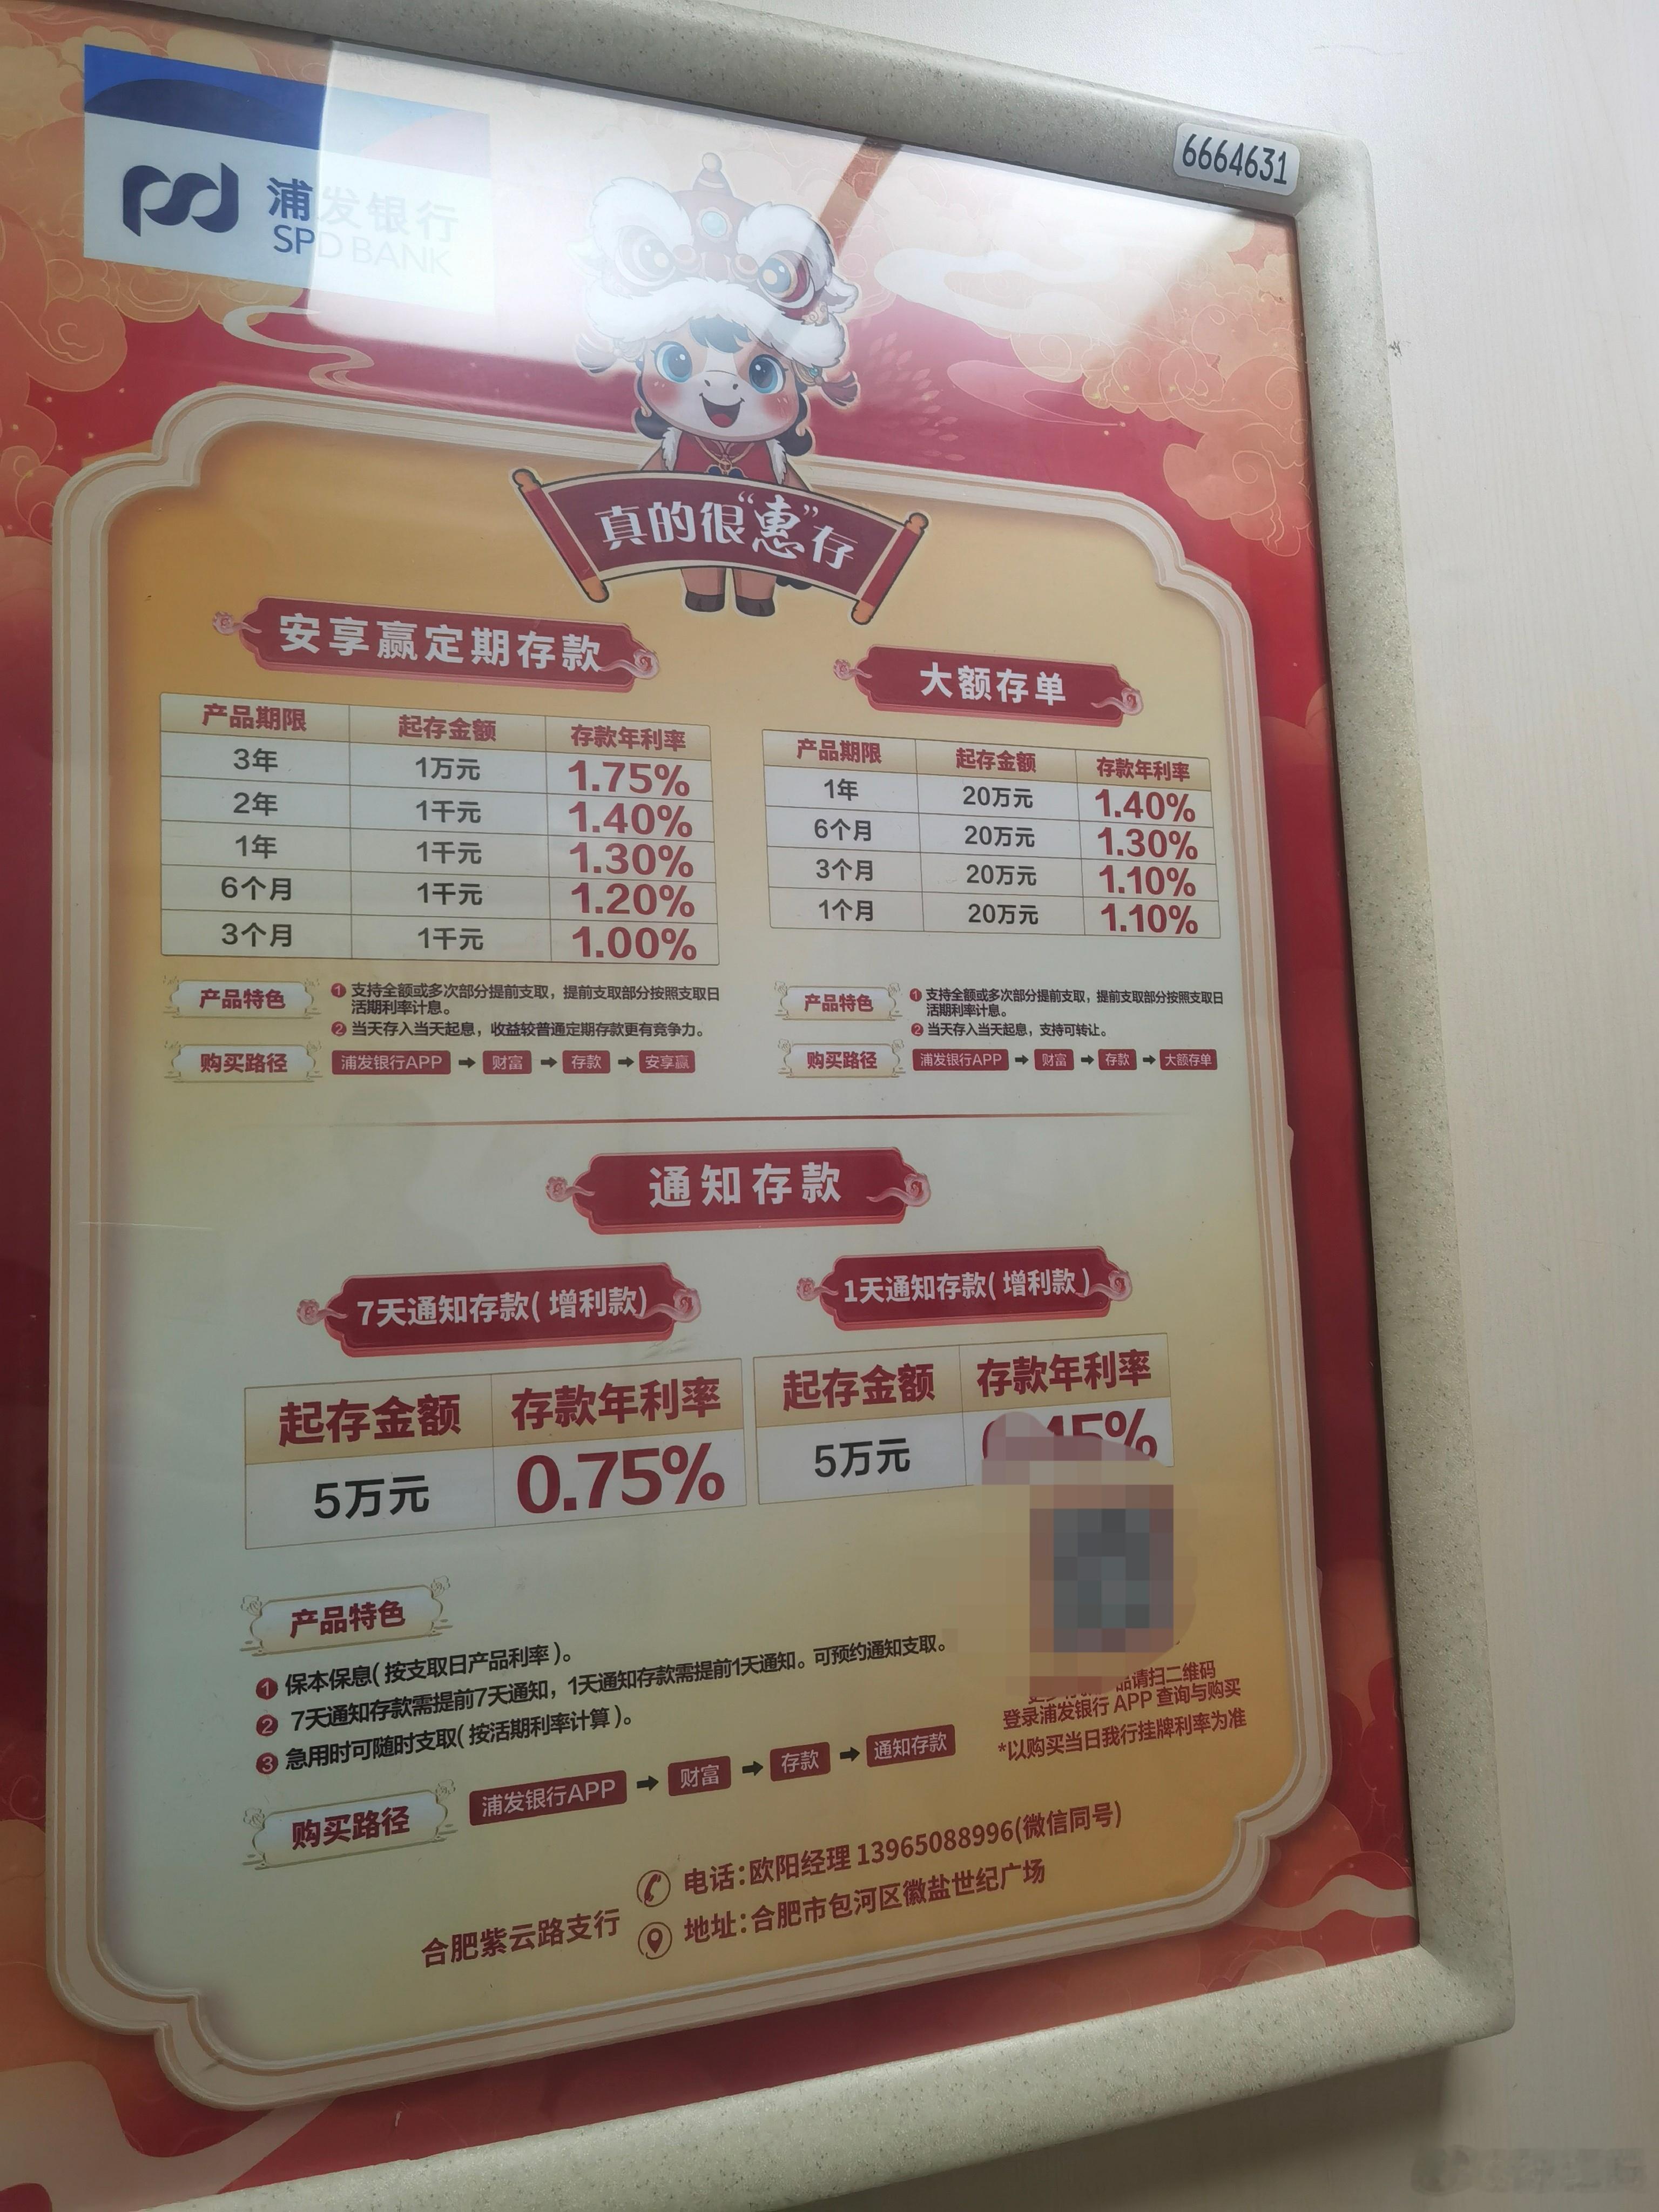 6664631
浦发银行
SPD BANK
真的很“惠”存
安享赢定期存款
产品期限 起存金额 存款年利率
3年 1万元 1.75%
2年 1千元 1.40%
1年 1千元 1.30%
6个月 1千元 1.20%
3个月 1千元 1.00%
产品特色
1 支持全额或多次部分提前支取，提前支取部分按照支取日
活期利率计息。
2 当天存入当天起息，收益较普通定期存款更有竞争力。
购买路径 浦发银行APP → 财富 → 存款 → 安享赢
大额存单
产品期限 起存金额 存款年利率
1年 20万元 1.40%
6个月 20万元 1.30%
3个月 20万元 1.10%
1个月 20万元 1.10%
产品特色
1 支持全额或多次部分提前支取，提前支取部分按照支取日
活期利率计息。
2 当天存入当天起息，支持可转让。
购买路径 浦发银行APP → 财富 → 存款 → 大额存单
通知存款
7天通知存款(增利款)
起存金额 存款年利率
5万元 0.75%
1天通知存款(增利款)
起存金额 存款年利率
5万元 45%
产品特色
1 保本保息(按支取日产品利率)。
2 7天通知存款需提前7天通知，1天通知存款需提前1天通知。可预约通知支取。
3 急用时可随时支取(按活期利率计算)。
购买路径 浦发银行APP → 财富 → 存款 → 通知存款
品请扫二维码
登录浦发银行 APP 查询与购买
*以购买当日我行挂牌利率为准
合肥紫云路支行
电话：欧阳经理 13965088996(微信同号)
地址：合肥市包河区徽盐世纪广场